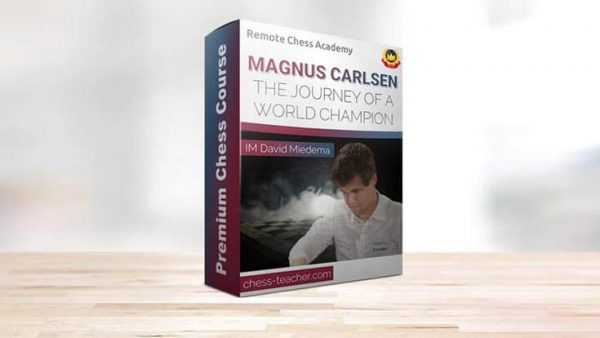 Remote Chess Academy
MAGNUS CARLSEN
THE JOURNEY OF A
WORLD CHAMPION
IM David Miedema
chess-teacher.com
Premium Chess Course